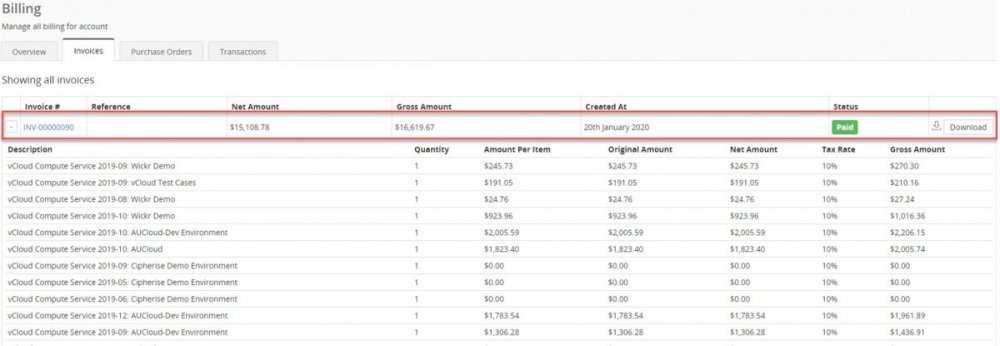 Billing
Manage all billing for account
Overview Invoices Purchase Orders Transactions
Showing all invoices
Invoice # Reference Net Amount Gross Amount Created At Status
- INV-00000090 $15,108.78 $16,619.67 20th January 2020 Paid Download
Description Quantity Amount Per Item Original Amount Net Amount Tax Rate Gross Amount
vCloud Compute Service 2019-09: Wickr Demo 1 $245.73 $245.73 $245.73 10% $270.30
vCloud Compute Service 2019-09: vCloud Test Cases 1 $191.05 $191.05 $191.05 10% $210.16
vCloud Compute Service 2019-08: Wickr Demo 1 $24.76 $24.76 $24.76 10% $27.24
vCloud Compute Service 2019-10: Wickr Demo 1 $923.96 $923.96 $923.96 10% $1,016.36
vCloud Compute Service 2019-10: AUCloud-Dev Environment 1 $2,005.59 $2,005.59 $2,005.59 10% $2,206.15
vCloud Compute Service 2019-10: AUCloud 1 $1,823.40 $1,823.40 $1,823.40 10% $2,005.74
vCloud Compute Service 2019-09: Cipherise Demo Environment 1 $0.00 $0.00 $0.00 10% $0.00
vCloud Compute Service 2019-05: Cipherise Demo Environment 1 $0.00 $0.00 $0.00 10% $0.00
vCloud Compute Service 2019-06: Cipherise Demo Environment 1 $0.00 $0.00 $0.00 10% $0.00
vCloud Compute Service 2019-12: AUCloud-Dev Environment 1 $1,783.54 $1,783.54 $1,783.54 10% $1,961.89
vCloud Compute Service 2019-09: AUCloud-Dev Environment 1 $1,306.28 $1,306.28 $1,306.28 10% $1,436.91